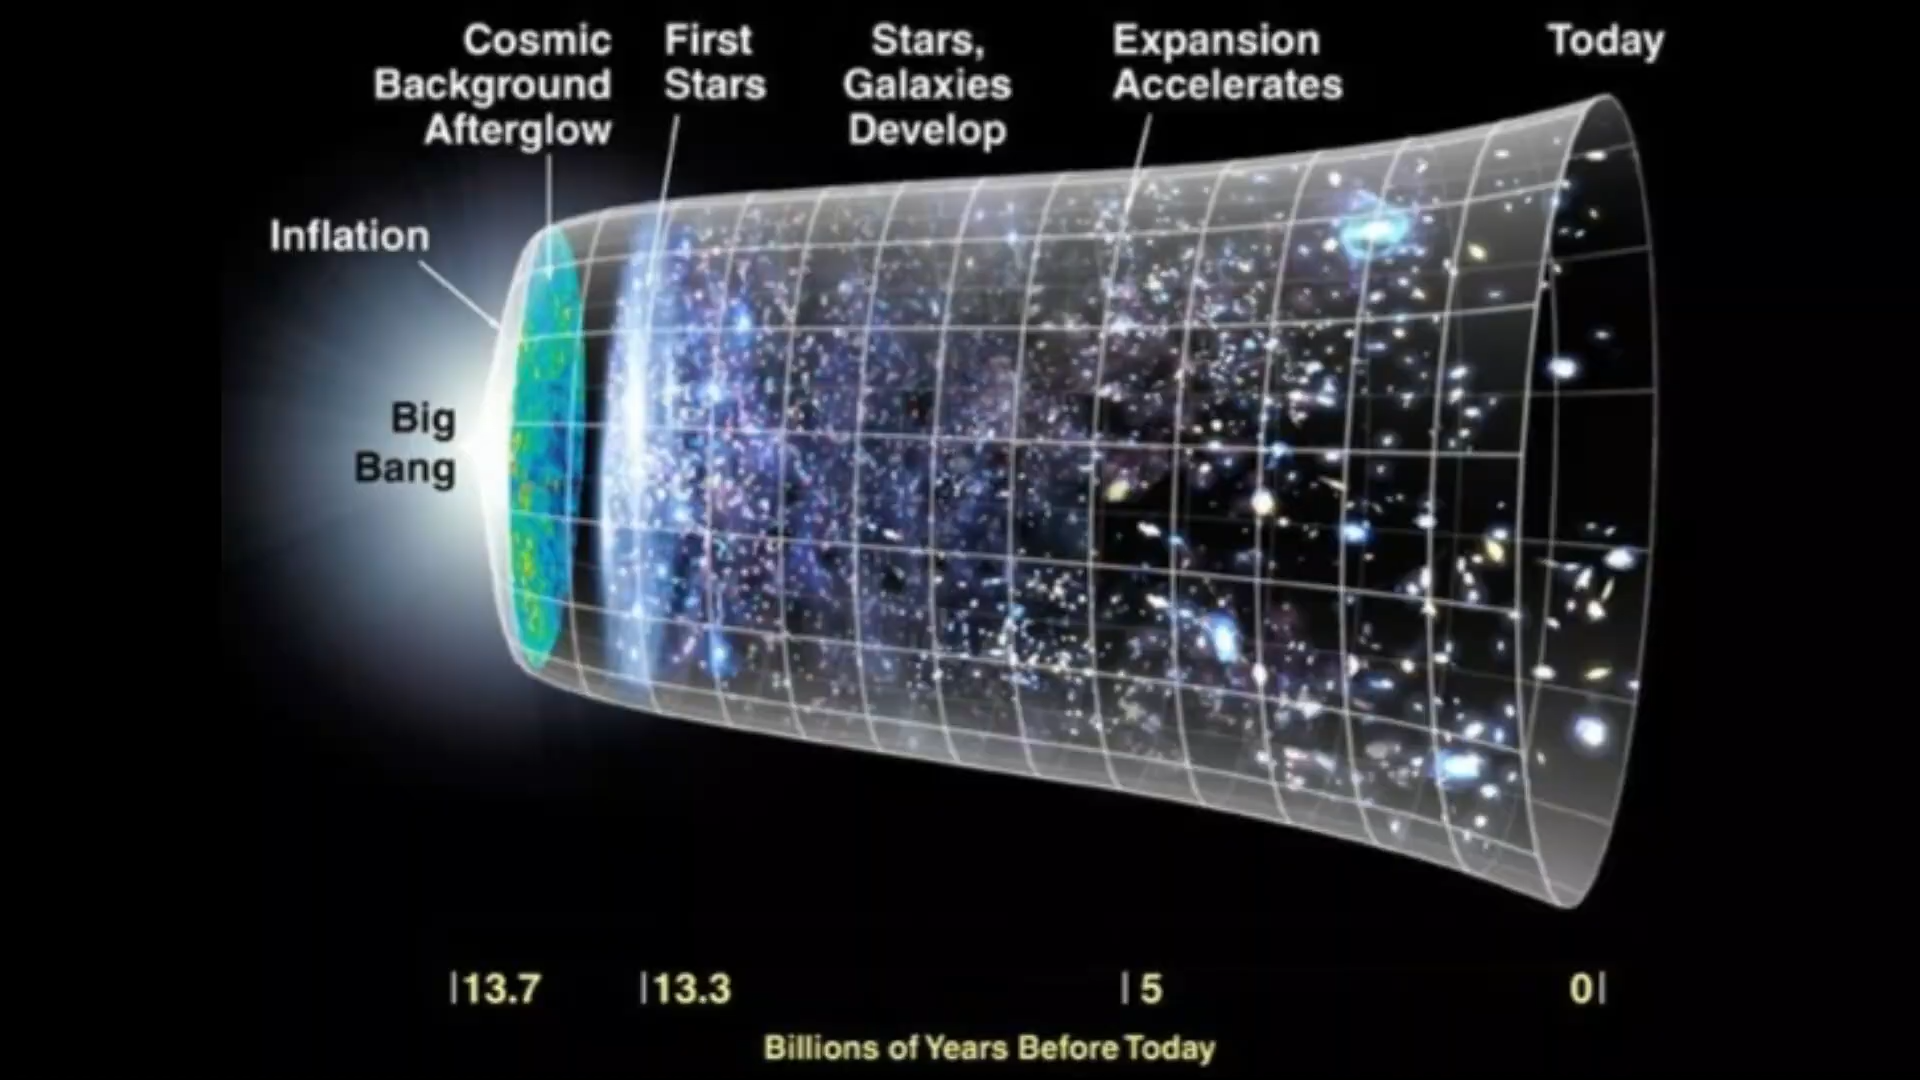 Cosmic
Background
Afterglow
First
Stars
Stars,
Galaxies
Develop
Expansion
Accelerates
Today
Inflation
Big
Bang
13.7
13.3
5
0
Billions of Years Before Today